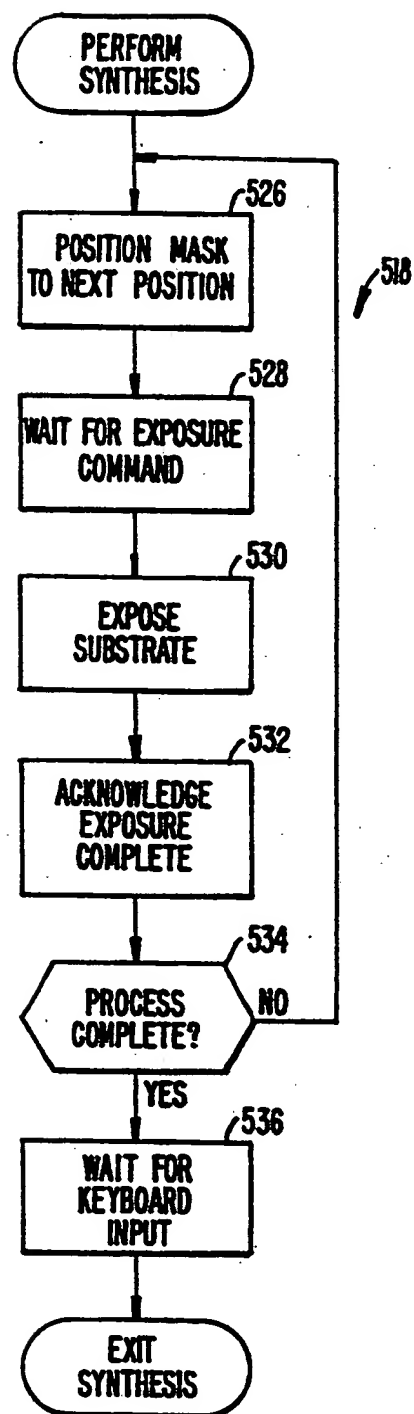 PERFORM
SYNTHESIS
526
POSITION MASK
TO NEXT POSITION
518
528
WAIT FOR EXPOSURE
COMMAND
530
EXPOSE
SUBSTRATE
532
ACKNOWLEDGE
EXPOSURE
COMPLETE
534
PROCESS
COMPLETE?
NO
YES
536
WAIT FOR
KEYBOARD
INPUT
EXIT
SYNTHESIS